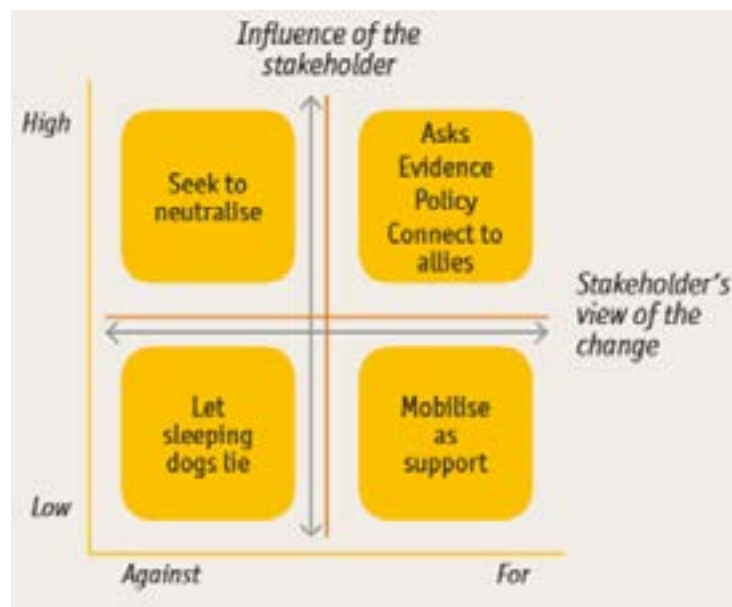 Influence of the
stakeholder
High
Seek to
neutralise
Asks
Evidence
Policy
Connect to
allies
Stakeholder's
view of the
change
Let
sleeping
dogs lie
Mobilise
as
support
Low
Against
For